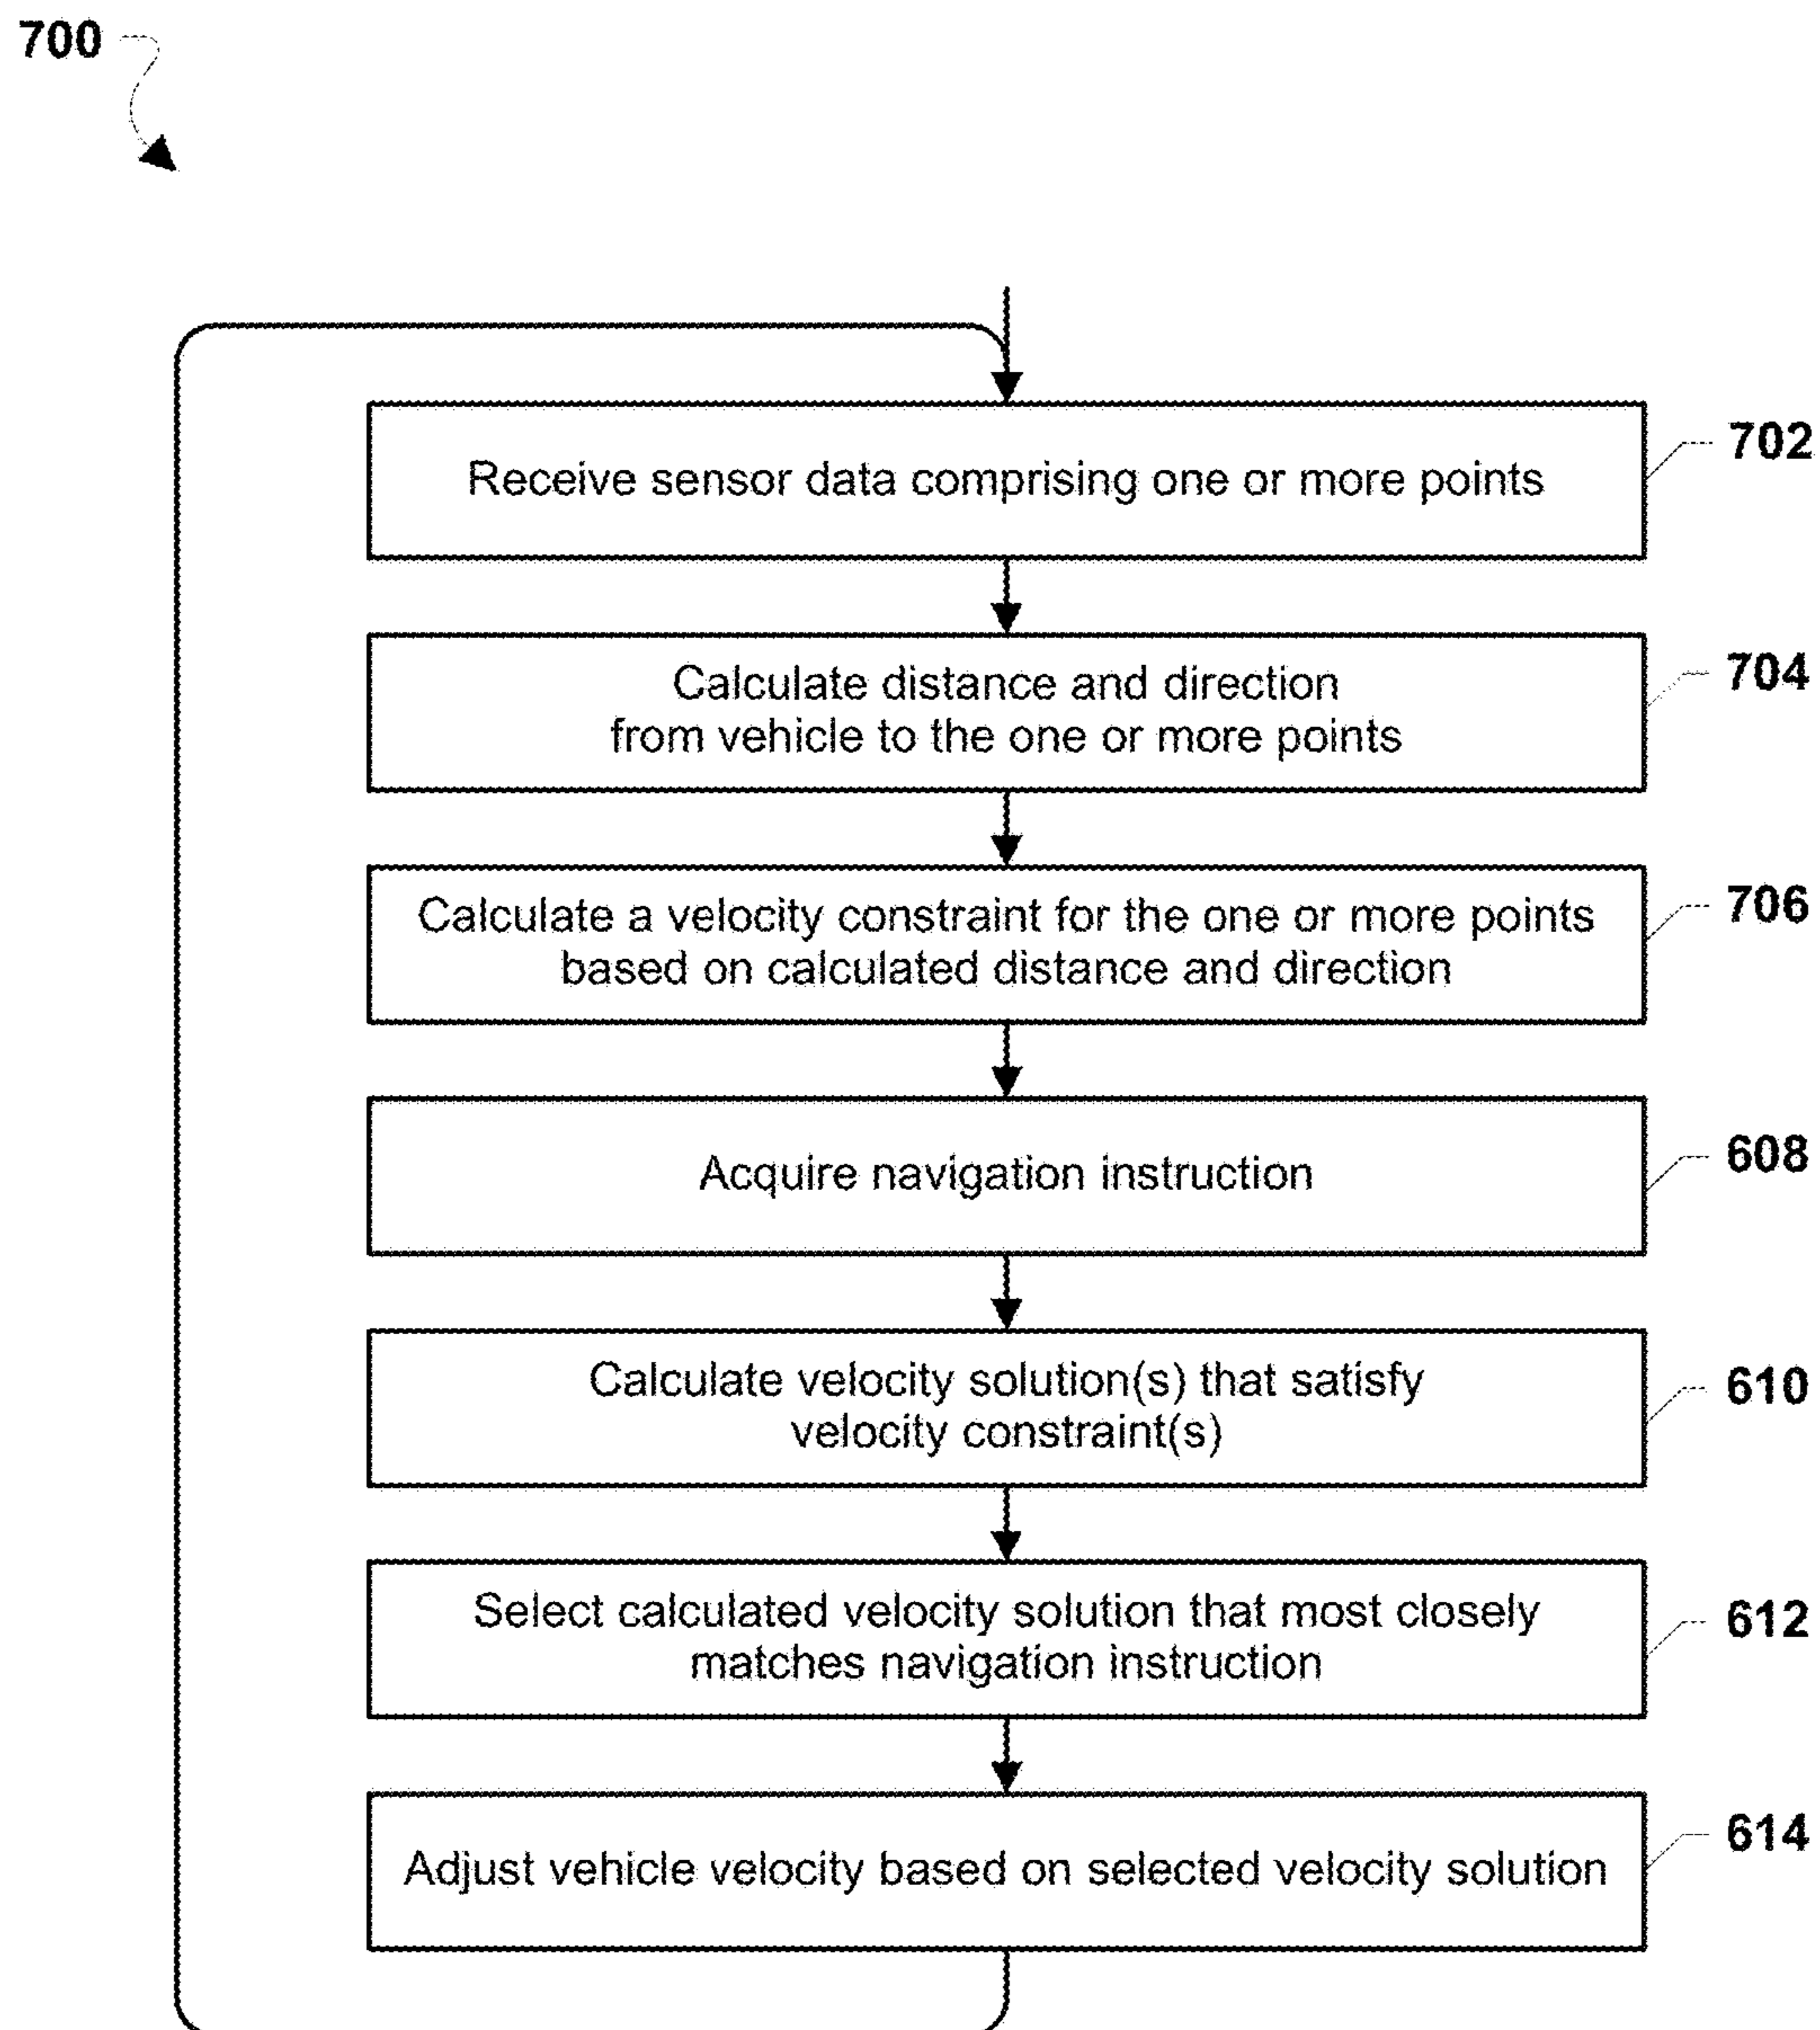 700
Receive sensor data comprising one or more points
702
Calculate distance and direction
from vehicle to the one or more points
704
Calculate a velocity constraint for the one or more points
based on calculated distance and direction
706
Acquire navigation instruction
608
Calculate velocity solution(s) that satisfy
velocity constraint(s)
610
Select calculated velocity solution that most closely
matches navigation instruction
612
Adjust vehicle velocity based on selected velocity solution
614